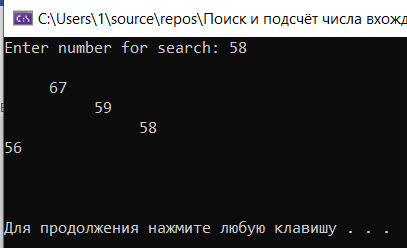 C:\Users\1\source\repos\Поиск и подсчёт числа вхожд
Enter number for search: 58
67
59
58
56
Для продолжения нажмите любую клавишу . . .